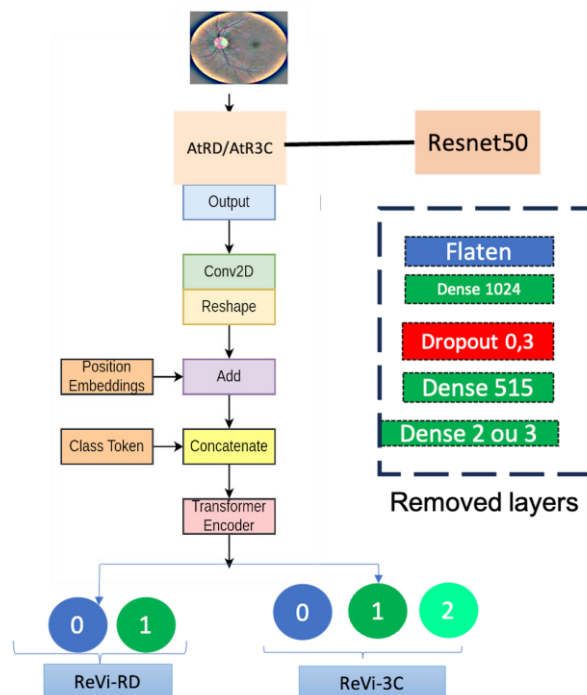 AtRD/AtR3C
Resnet50
Output
Flaten
Conv2D
Dense 1024
Reshape
Dropout 0,3
Position
Embeddings
Add
Dense 515
Class Token
Concatenate
Dense 2 ou 3
Transformer
Encoder
Removed layers
0
1
0
1
2
ReVi-RD
ReVi-3C